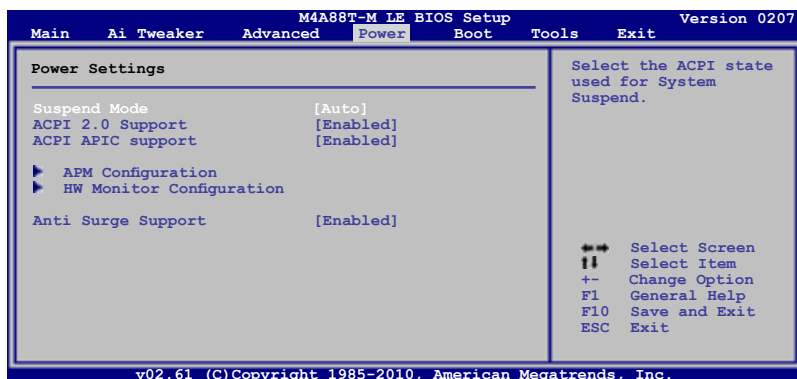 M4A88T-M LE BIOS Setup Version 0207
Main Ai Tweaker Advanced Power Boot Tools Exit
Power Settings
Suspend Mode [Auto]
ACPI 2.0 Support [Enabled]
ACPI APIC support [Enabled]
APM Configuration
HW Monitor Configuration
Anti Surge Support [Enabled]
Select the ACPI state
used for System
Suspend.
Select Screen
Select Item
+- Change Option
F1 General Help
F10 Save and Exit
ESC Exit
v02.61 (C)Copyright 1985-2010, American Megatrends, Inc.